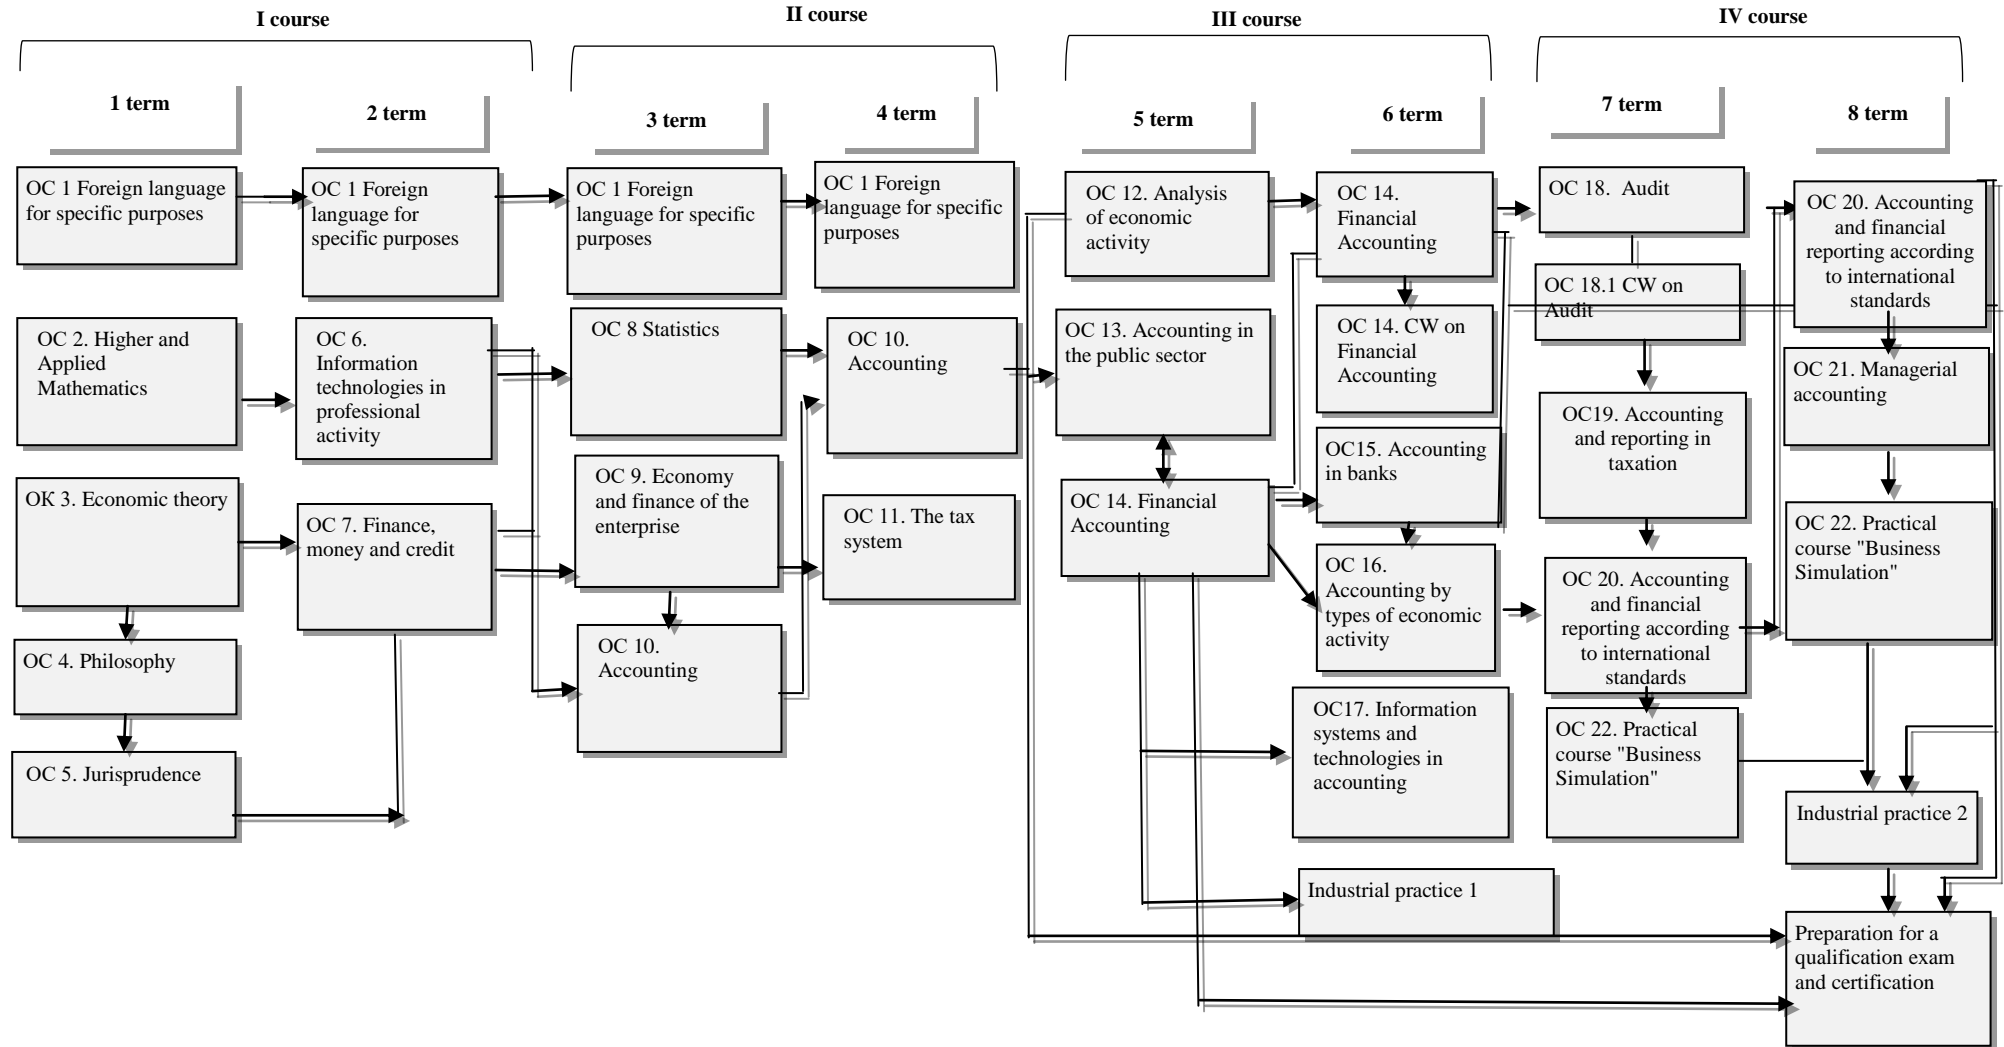 I course
II course
III course
IV course
1 term
2 term
3 term
4 term
5 term
6 term
7 term
8 term
OC 1 Foreign language
for specific purposes
OC 2. Higher and
Applied
Mathematics
ОК 3. Economic theory
OC 4. Philosophy
OC 5. Jurisprudence
OC 1 Foreign
language for
specific purposes
OC 6.
Information
technologies in
professional
activity
OC 7. Finance,
money and credit
OC 1 Foreign
language for specific
purposes
OC 8 Statistics
OC 9. Economy
and finance of the
enterprise
OC 10.
Accounting
OC 1 Foreign
language for specific
purposes
OC 10.
Accounting
OC 11. The tax
system
OC 12. Analysis
of economic
activity
OC 13. Accounting in
the public sector
OC 14. Financial
Accounting
OC 14.
Financial
Accounting
OC 14. CW on
Financial
Accounting
OC15. Accounting
in banks
OC 16.
Accounting by
types of economic
activity
OC17. Information
systems and
technologies in
accounting
Industrial practice 1
OC 18.  Audit
OC 18.1 CW on
Audit
OC19. Accounting
and reporting in
taxation
OC 20. Accounting
and financial
reporting according
to international
standards
OC 22. Practical
course "Business
Simulation"
OC 20. Accounting
and financial
reporting according
to international
standards
OC 21. Managerial
accounting
OC 22. Practical
course "Business
Simulation"
Industrial practice 2
Preparation for a
qualification exam
and certification